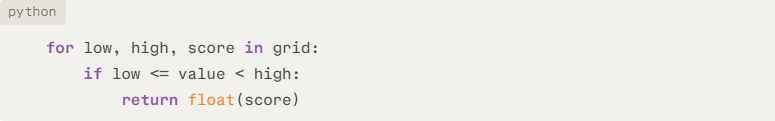 python
for low, high, score in grid:
    if low <= value < high:
        return float(score)